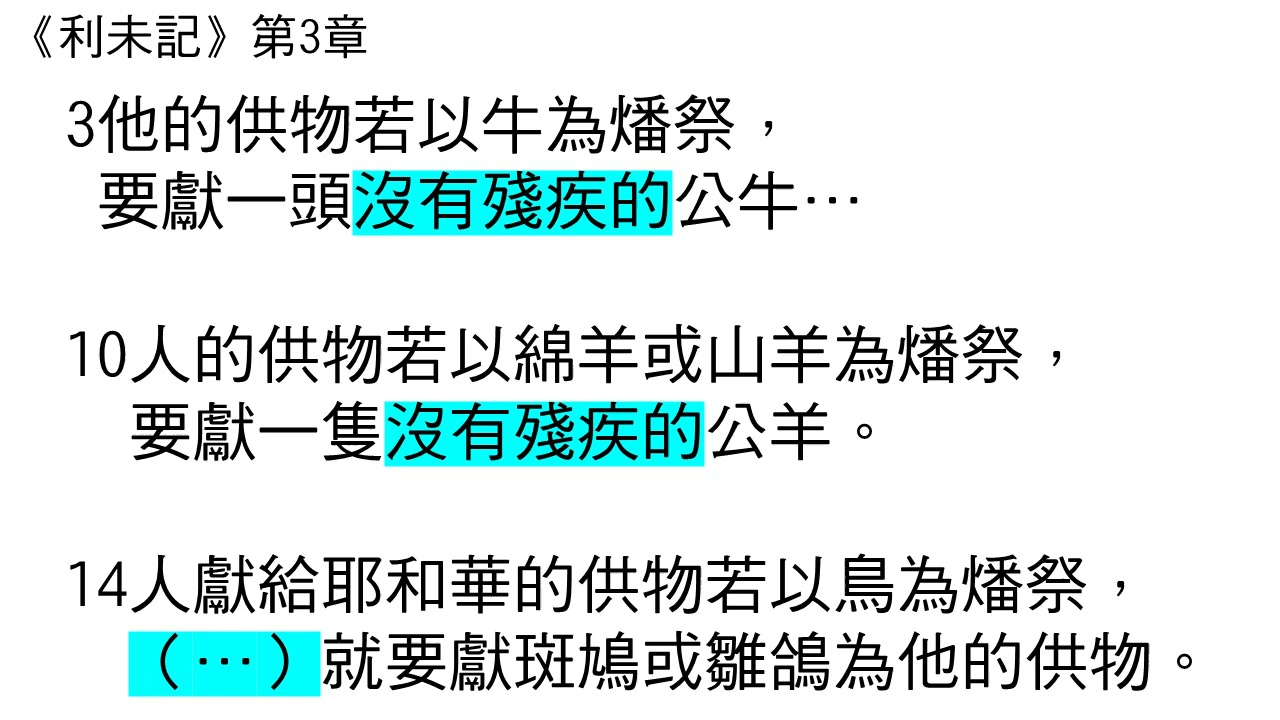 《利未記》第3章
3他的供物若以牛為燔祭，
要獻一頭沒有殘疾的公牛…
10人的供物若以綿羊或山羊為燔祭，
要獻一隻沒有殘疾的公羊。
14人獻給耶和華的供物若以鳥為燔祭，
（…）就要獻斑鳩或雛鴿為他的供物。